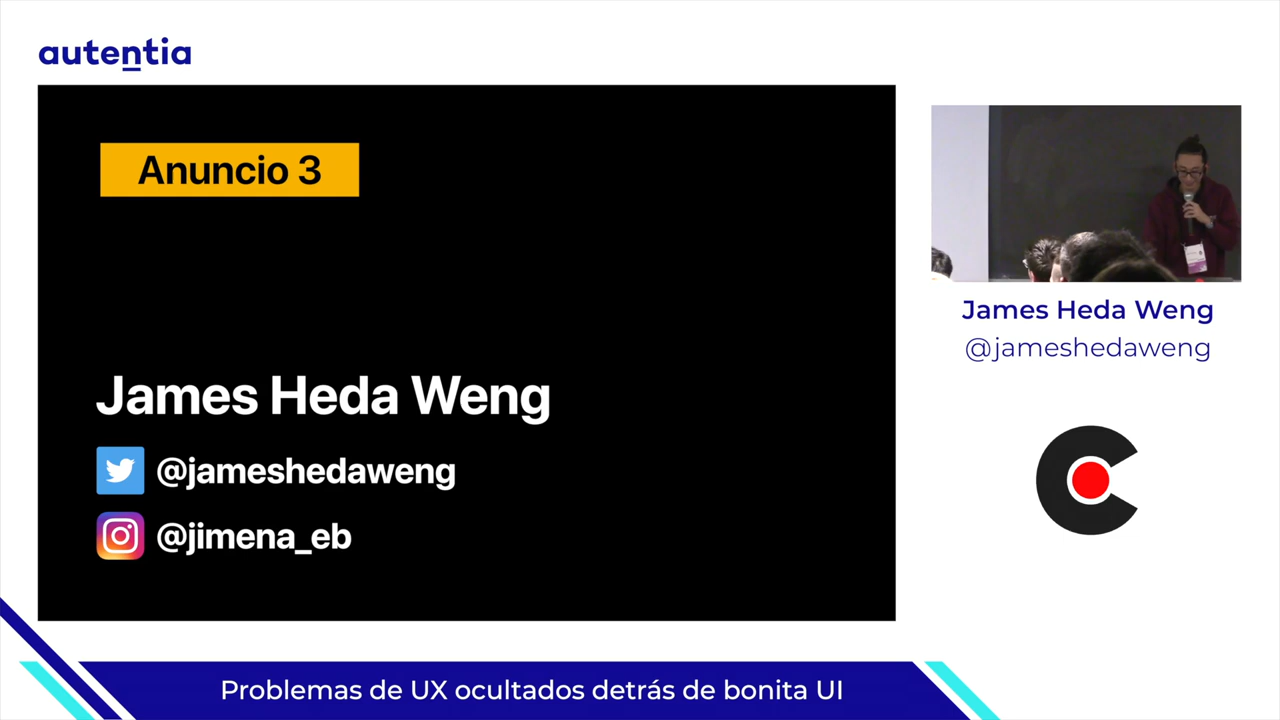 autentia
Anuncio 3
James Heda Weng
@jameshedaweng
@jimena_eb
James Heda Weng
@jameshedaweng
Problemas de UX ocultados detrás de bonita UI